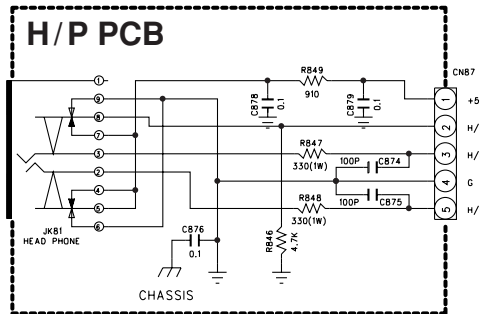 H/P PCB
R849
910
C878
0.1
C879
0.1
CN87
1 +5
2 H/
3 H/
4 G
5 H/
1
9
8
7
3
2
4
5
6
R847
330(1W)
100P C874
100P C875
R848
330(1W)
R846
4.7K
C876
0.1
JK81
HEAD PHONE
CHASSIS